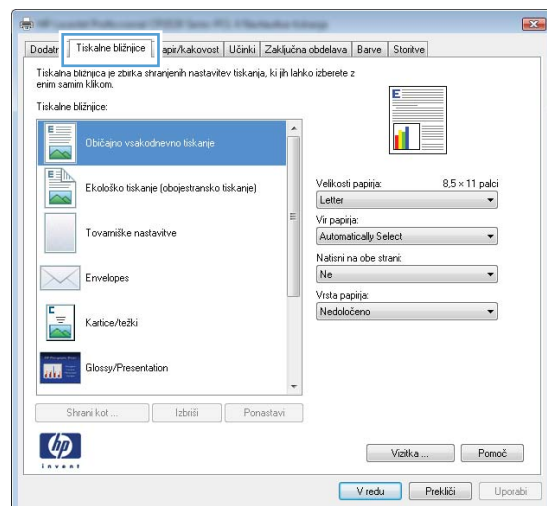 Dodatn
Tiskalne bližnjice
apir/kakovost
Učinki
Zaključna obdelava
Barve
Storitve
Tiskalna bližnjica je zbirka shranjenih nastavitev tiskanja, ki jih lahko izberete z
enim samim klikom.
Tiskalne bližnjice:
Običajno vsakodnevno tiskanje
Ekološko tiskanje (obojestransko tiskanje)
Tovarniške nastavitve
Envelopes
Kartice/težki
Glossy/Presentation
Shrani kot ...
Izbriši
Ponastavi
E
Velikosti papirja: 8,5 × 11 palci
Letter
Vir papirja:
Automatically Select
Natisni na obe strani:
Ne
Vrsta papirja:
Nedoločeno
hp
invent
Vizitka ...
Pomoč
V redu
Prekliči
Uporabi